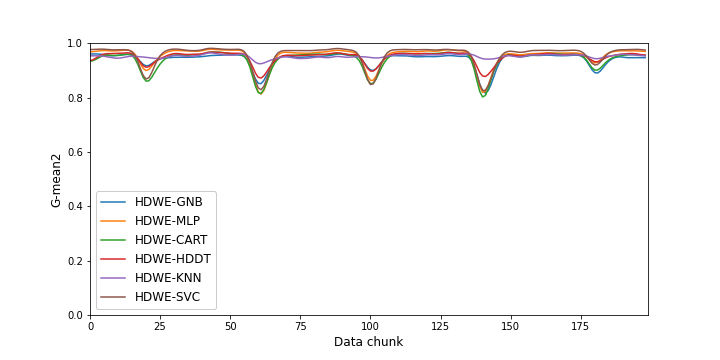 1.0
0.8
0.6
0.4
0.2
0.0
G-mean2
HDWE-GNB
HDWE-MLP
HDWE-CART
HDWE-HDDT
HDWE-KNN
HDWE-SVC
0 25 50 75 100 125 150 175
Data chunk